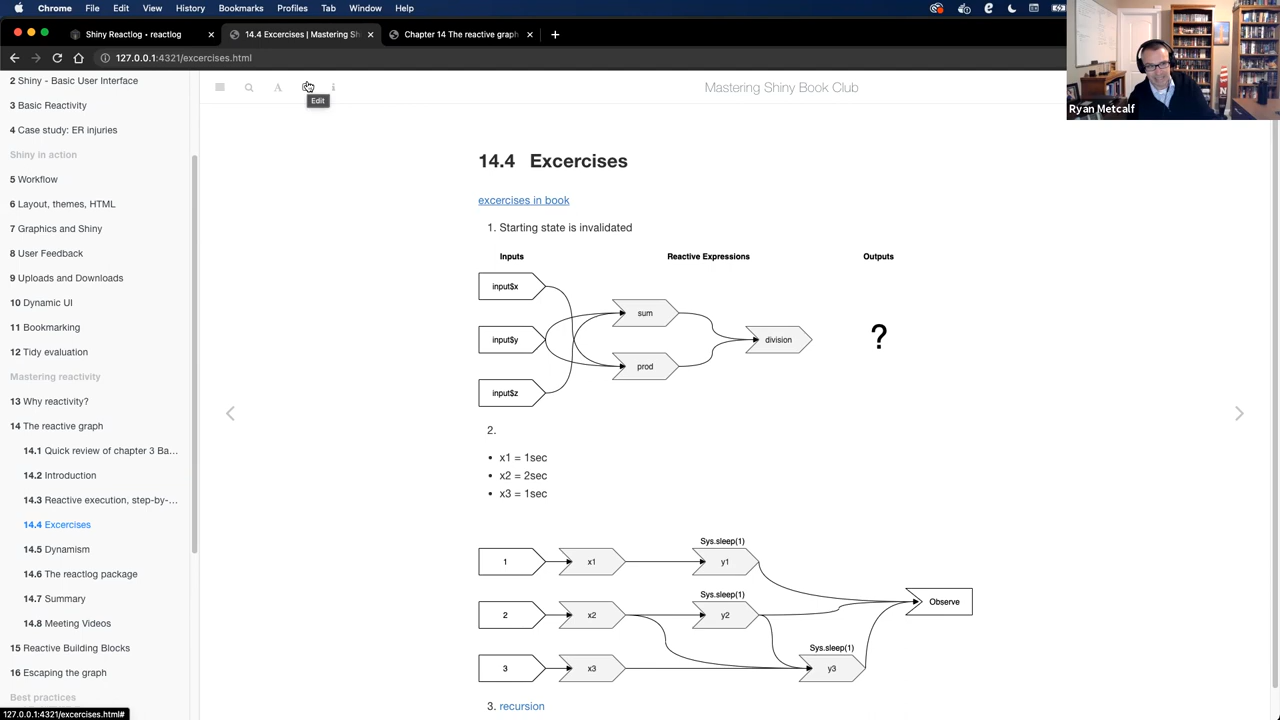 Chrome File Edit View History Bookmarks Profiles Tab Window Help
Shiny Reactlog • reactlog
14.4 Excercises | Mastering Sh
Chapter 14 The reactive graph
127.0.0.1:4321/excercises.html
2 Shiny - Basic User Interface
3 Basic Reactivity
4 Case study: ER injuries
Shiny in action
5 Workflow
6 Layout, themes, HTML
7 Graphics and Shiny
8 User Feedback
9 Uploads and Downloads
10 Dynamic UI
11 Bookmarking
12 Tidy evaluation
Mastering reactivity
13 Why reactivity?
14 The reactive graph
14.1 Quick review of chapter 3 Ba...
14.2 Introduction
14.3 Reactive execution, step-by-...
14.4 Excercises
14.5 Dynamism
14.6 The reactlog package
14.7 Summary
14.8 Meeting Videos
15 Reactive Building Blocks
16 Escaping the graph
Best practices
127.0.0.1:4321/excercises.html#
A
i
Edit
Mastering Shiny Book Club
Ryan Metcalf
14.4 Excercises
excercises in book
1. Starting state is invalidated
Inputs Reactive Expressions Outputs
input$x
sum
input$y
division
?
prod
input$z
2.
• x1 = 1sec
• x2 = 2sec
• x3 = 1sec
Sys.sleep(1)
1 x1 y1
Sys.sleep(1)
Observe
2 x2 y2
Sys.sleep(1)
3 x3 y3
3. recursion